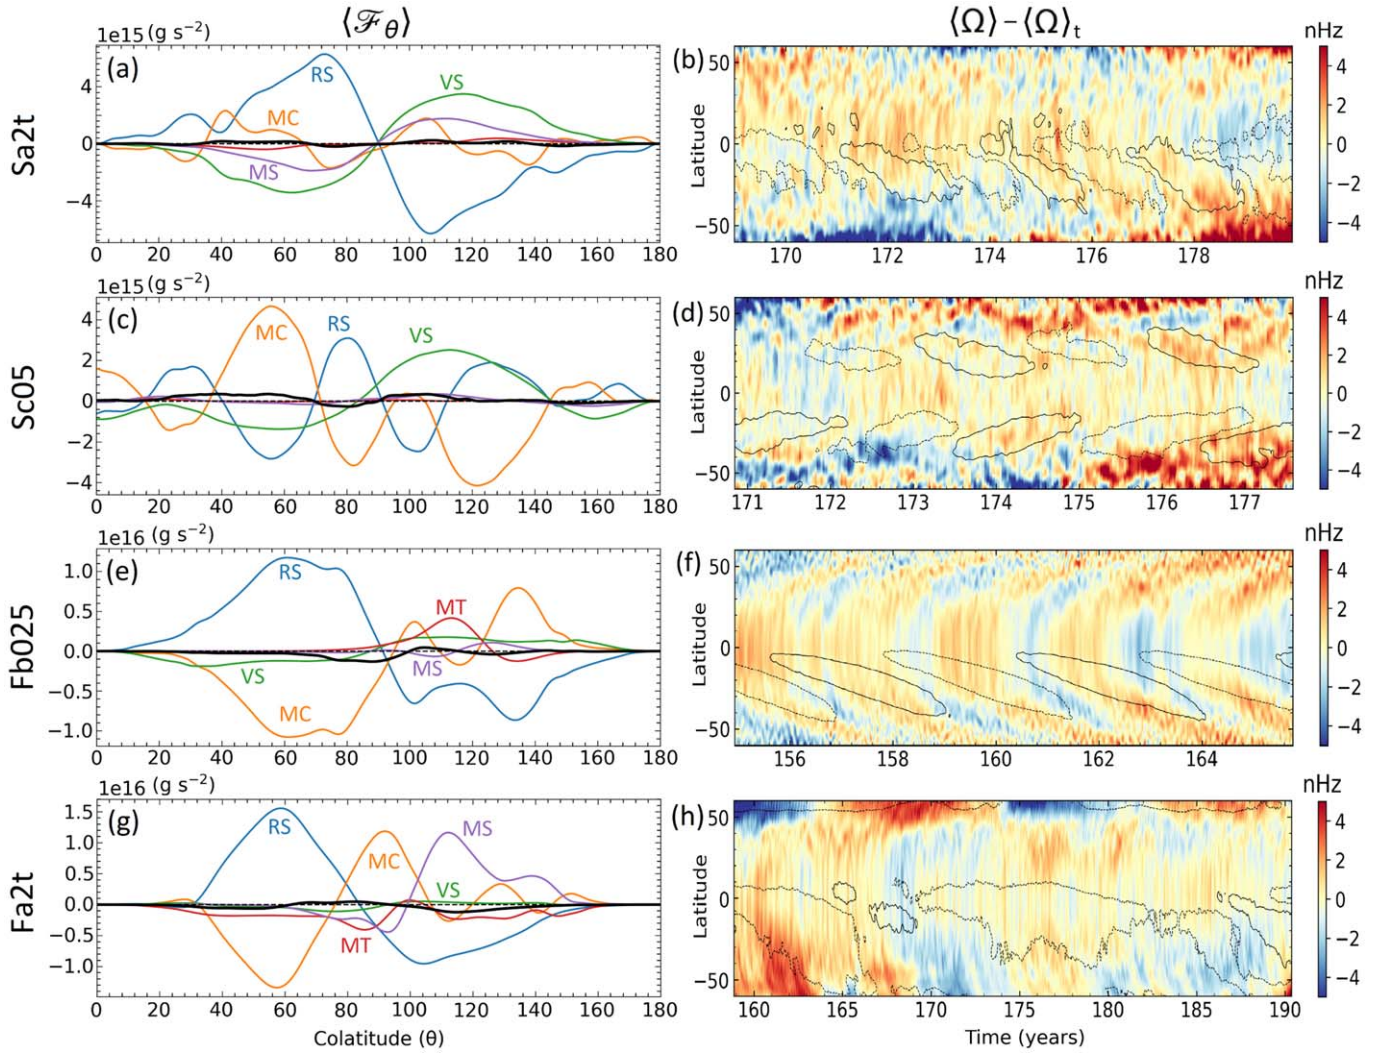 ⟨ℱθ⟩
⟨Ω⟩ – ⟨Ω⟩t
1e15 (g s⁻²)
nHz
(a)
RS
MC
MS
VS
4
0
−4
0 20 40 60 80 100 120 140 160 180
Sa2t
(b)
50
0
−50
Latitude
170 172 174 176 178
4
2
0
−2
−4
1e15 (g s⁻²)
nHz
(c)
MC
RS
VS
4
2
0
−2
−4
0 20 40 60 80 100 120 140 160 180
Sc05
(d)
50
0
−50
Latitude
171 172 173 174 175 176 177
4
2
0
−2
−4
1e16 (g s⁻²)
nHz
(e)
RS
VS
MC
MT
MS
1.0
0.5
0.0
−0.5
−1.0
0 20 40 60 80 100 120 140 160 180
Fb025
(f)
50
0
−50
Latitude
156 158 160 162 164
4
2
0
−2
−4
1e16 (g s⁻²)
nHz
(g)
RS
MC
MS
VS
MT
1.5
1.0
0.5
0.0
−0.5
−1.0
0 20 40 60 80 100 120 140 160 180
Colatitude (θ)
Fa2t
(h)
50
0
−50
Latitude
160 165 170 175 180 185 190
Time (years)
4
2
0
−2
−4